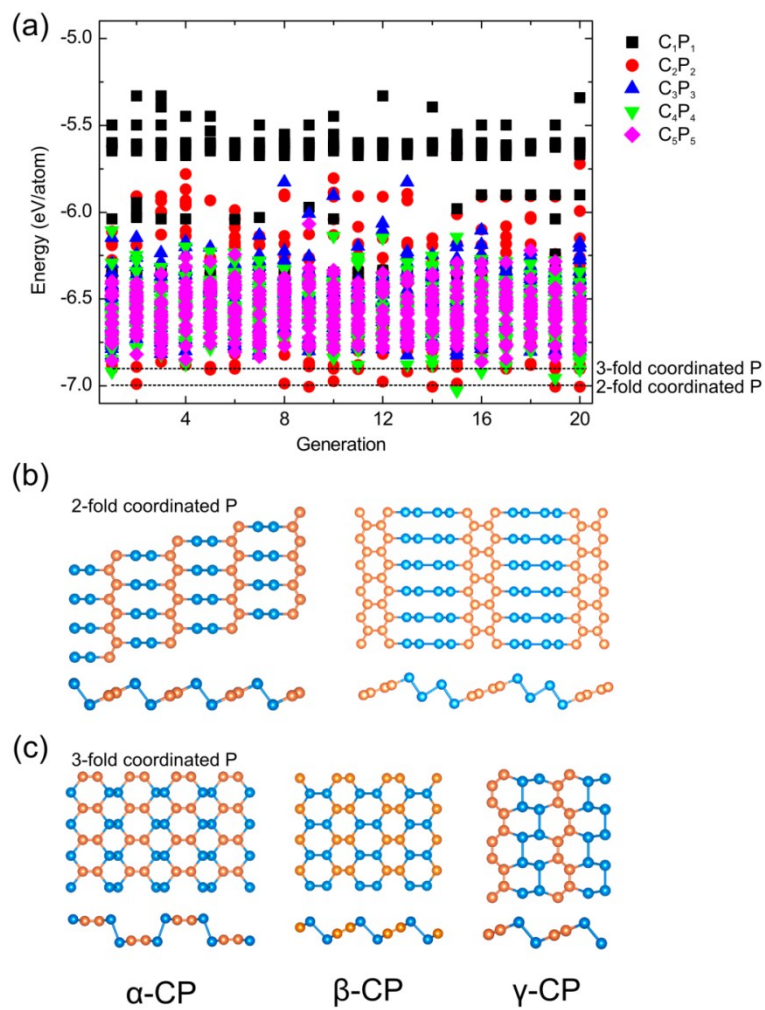 (a)
-5.0
-5.5
-6.0
-6.5
-7.0
Energy (eV/atom)
4
8
12
16
20
Generation
C₁P₁
C₂P₂
C₃P₃
C₄P₄
C₅P₅
3-fold coordinated P
2-fold coordinated P
(b)
2-fold coordinated P
(c)
3-fold coordinated P
α-CP
β-CP
γ-CP